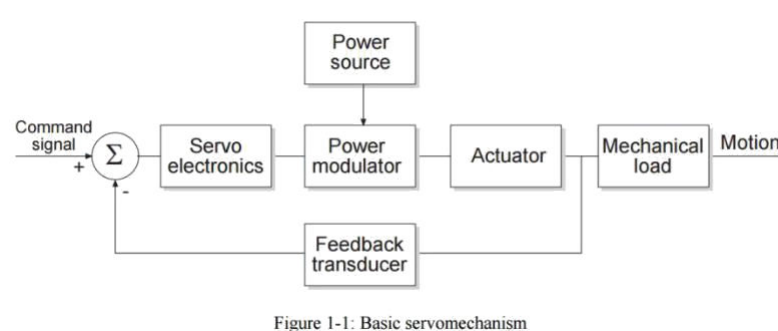 Power
source
Command
signal
+
Σ
-
Servo
electronics
Power
modulator
Actuator
Mechanical
load
Motion
Feedback
transducer
Figure 1-1: Basic servomechanism